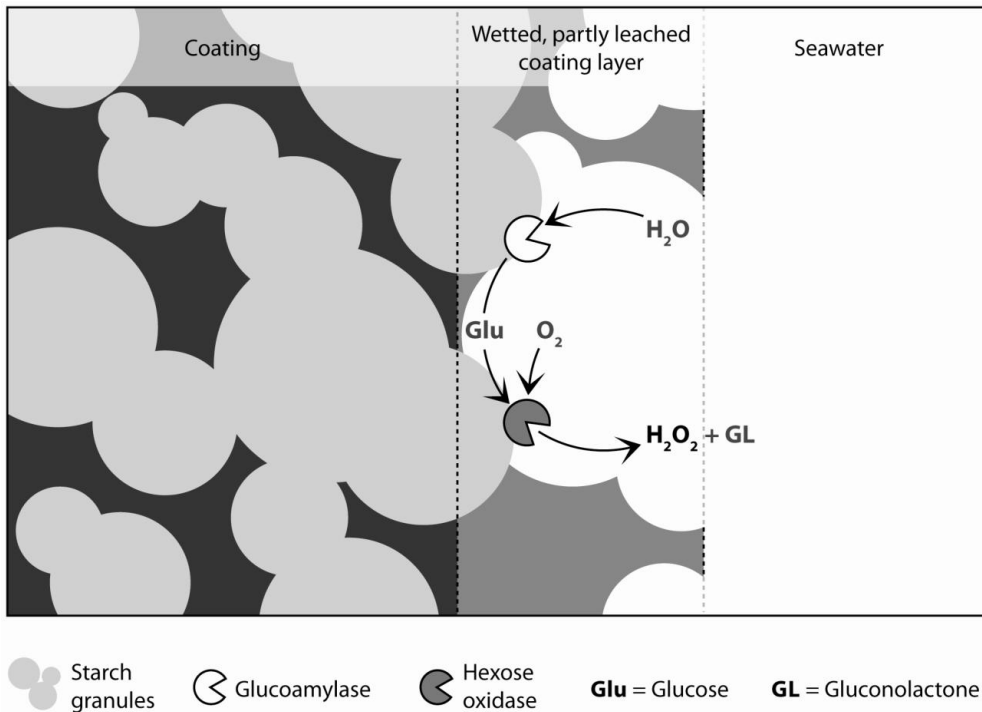 Coating
Wetted, partly leached
coating layer
Seawater
H₂O
Glu
O₂
H₂O₂ + GL
Starch
granules
Glucoamylase
Hexose
oxidase
Glu = Glucose
GL = Gluconolactone